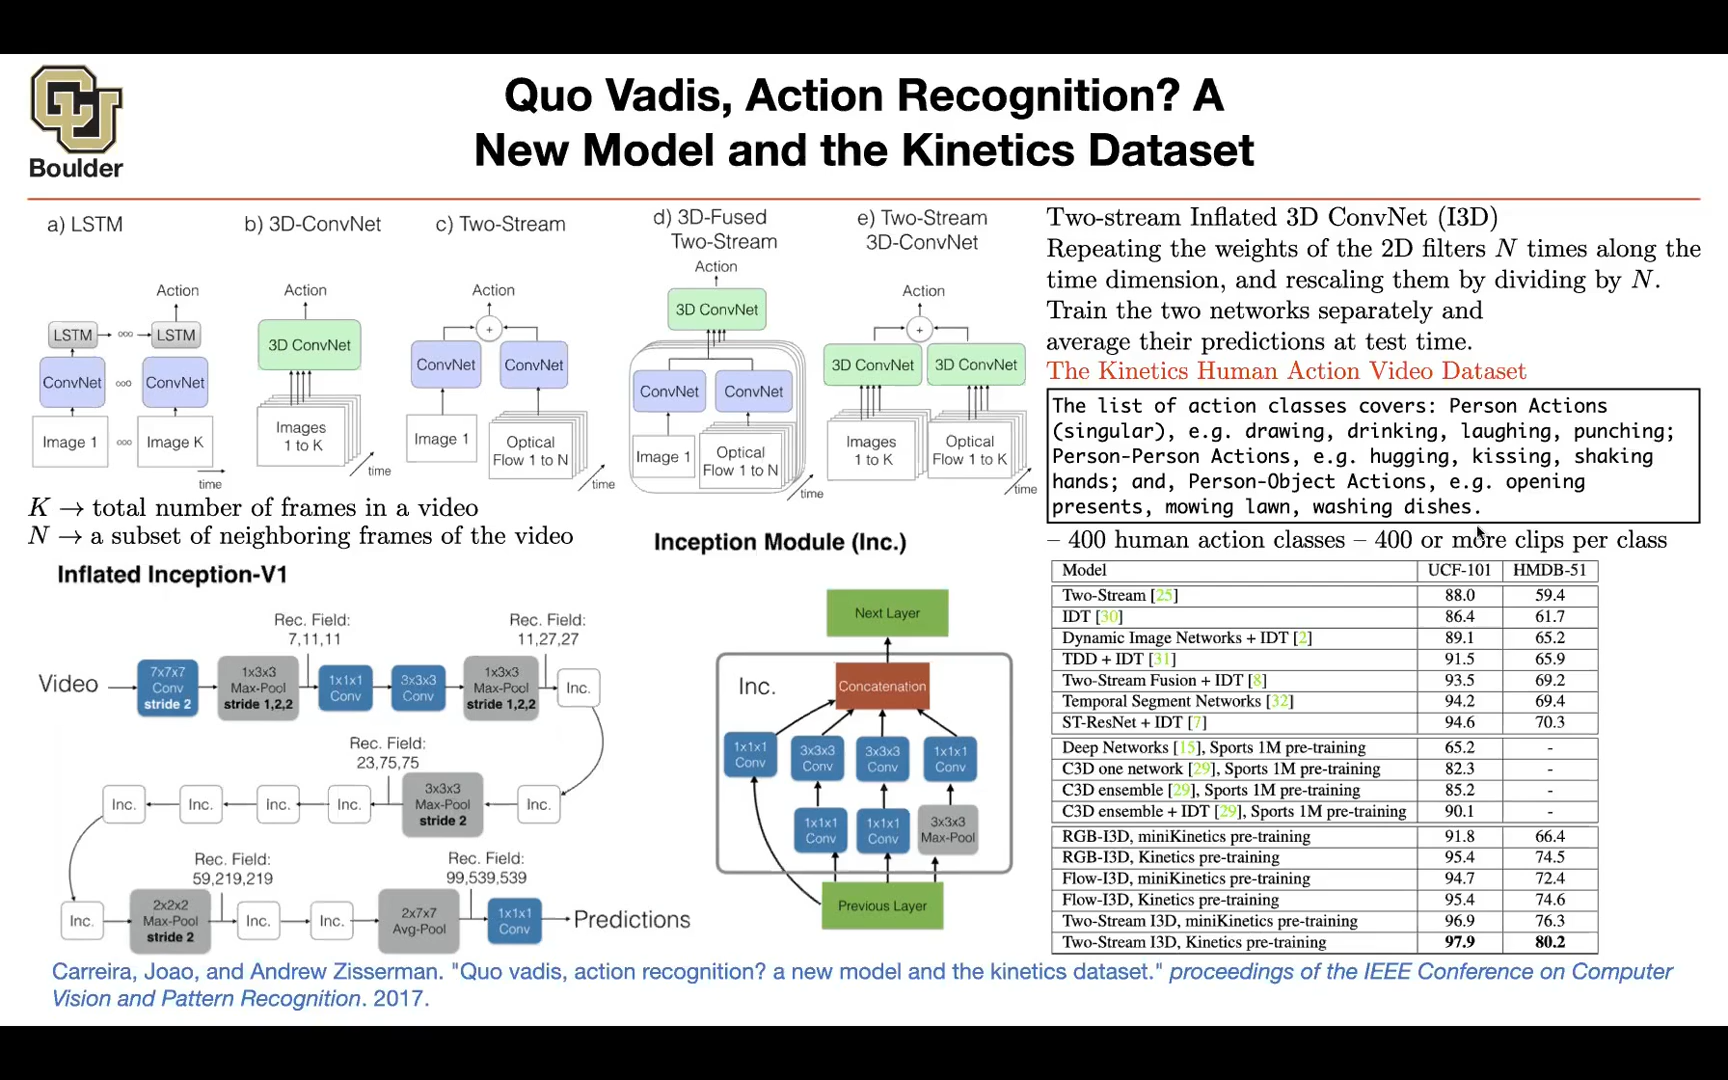 Boulder
Quo Vadis, Action Recognition? A
New Model and the Kinetics Dataset
a) LSTM
Action
LSTM
LSTM
ConvNet
ConvNet
Image 1
Image K
time
b) 3D-ConvNet
Action
3D ConvNet
Images
1 to K
time
c) Two-Stream
Action
+
ConvNet
ConvNet
Image 1
Optical
Flow 1 to N
time
d) 3D-Fused
Two-Stream
Action
3D ConvNet
ConvNet
ConvNet
Image 1
Optical
Flow 1 to N
time
e) Two-Stream
3D-ConvNet
Action
+
3D ConvNet
3D ConvNet
Images
1 to K
Optical
Flow 1 to K
time
K → total number of frames in a video
N → a subset of neighboring frames of the video
Inflated Inception-V1
Video
7x7x7
Conv
stride 2
1x3x3
Max-Pool
stride 1,2,2
Rec. Field:
7,11,11
1x1x1
Conv
3x3x3
Conv
1x3x3
Max-Pool
stride 1,2,2
Rec. Field:
11,27,27
Inc.
Inc.
3x3x3
Max-Pool
stride 2
Rec. Field:
23,75,75
Inc.
Inc.
Inc.
Inc.
Inc.
2x2x2
Max-Pool
stride 2
Rec. Field:
59,219,219
Inc.
Inc.
2x7x7
Avg-Pool
Rec. Field:
99,539,539
1x1x1
Conv
Predictions
Inception Module (Inc.)
Next Layer
Inc.
Concatenation
1x1x1
Conv
3x3x3
Conv
3x3x3
Conv
1x1x1
Conv
1x1x1
Conv
1x1x1
Conv
3x3x3
Max-Pool
Previous Layer
Two-stream Inflated 3D ConvNet (I3D)
Repeating the weights of the 2D filters N times along the
time dimension, and rescaling them by dividing by N.
Train the two networks separately and
average their predictions at test time.
The Kinetics Human Action Video Dataset
The list of action classes covers: Person Actions
(singular), e.g. drawing, drinking, laughing, punching;
Person-Person Actions, e.g. hugging, kissing, shaking
hands; and, Person-Object Actions, e.g. opening
presents, mowing lawn, washing dishes.
– 400 human action classes – 400 or more clips per class
Model UCF-101 HMDB-51
Two-Stream [25] 88.0 59.4
IDT [30] 86.4 61.7
Dynamic Image Networks + IDT [2] 89.1 65.2
TDD + IDT [31] 91.5 65.9
Two-Stream Fusion + IDT [8] 93.5 69.2
Temporal Segment Networks [32] 94.2 69.4
ST-ResNet + IDT [7] 94.6 70.3
Deep Networks [15], Sports 1M pre-training 65.2 -
C3D one network [29], Sports 1M pre-training 82.3 -
C3D ensemble [29], Sports 1M pre-training 85.2 -
C3D ensemble + IDT [29], Sports 1M pre-training 90.1 -
RGB-I3D, miniKinetics pre-training 91.8 66.4
RGB-I3D, Kinetics pre-training 95.4 74.5
Flow-I3D, miniKinetics pre-training 94.7 72.4
Flow-I3D, Kinetics pre-training 95.4 74.6
Two-Stream I3D, miniKinetics pre-training 96.9 76.3
Two-Stream I3D, Kinetics pre-training 97.9 80.2
Carreira, Joao, and Andrew Zisserman. "Quo vadis, action recognition? a new model and the kinetics dataset." proceedings of the IEEE Conference on Computer
Vision and Pattern Recognition. 2017.